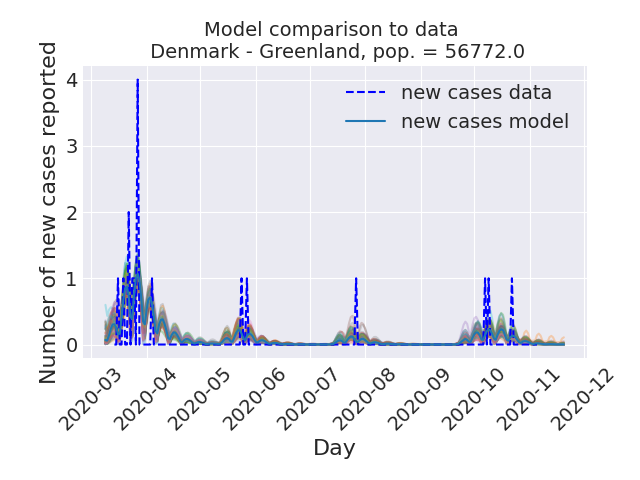 Model comparison to data
Denmark - Greenland, pop. = 56772.0
Number of new cases reported
4
3
2
1
0
new cases data
new cases model
2020-03
2020-04
2020-05
2020-06
2020-07
2020-08
2020-09
2020-10
2020-11
2020-12
Day